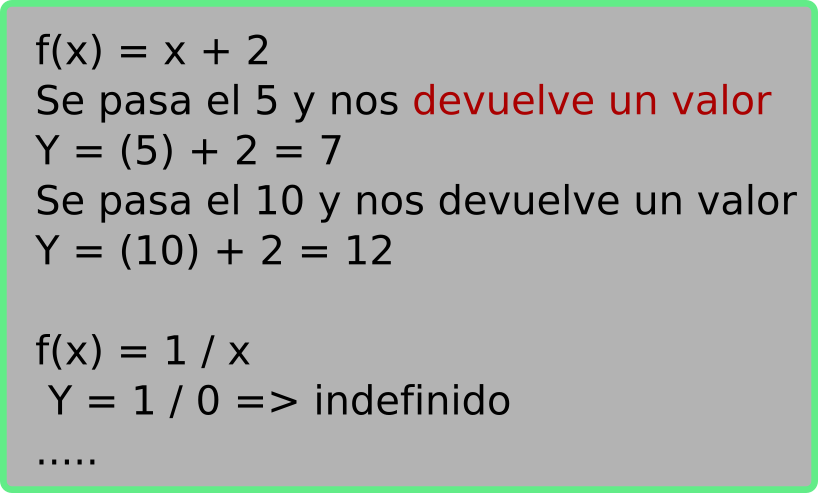 f(x) = x + 2
Se pasa el 5 y nos devuelve un valor
Y = (5) + 2 = 7
Se pasa el 10 y nos devuelve un valor
Y = (10) + 2 = 12
f(x) = 1 / x
Y = 1 / 0 => indefinido
.....